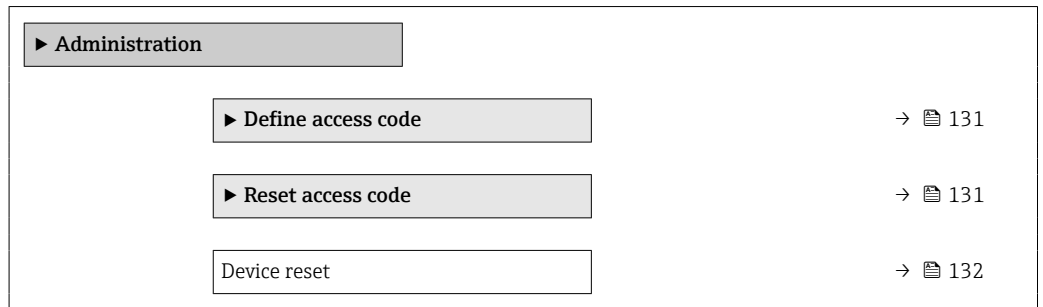 ▶ Administration
▶ Define access code → 🖹 131
▶ Reset access code → 🖹 131
Device reset → 🖹 132